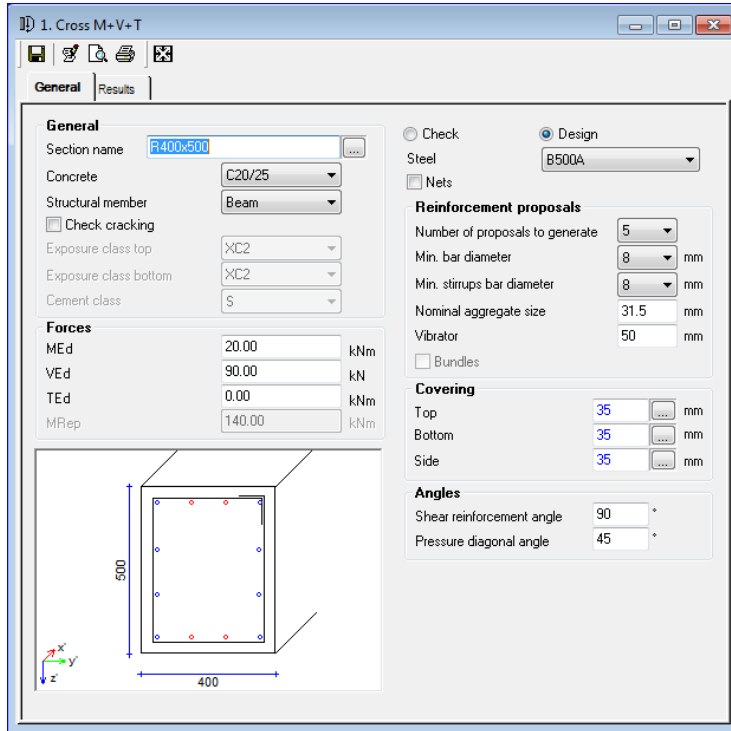 1. Cross M+V+T
General Results
General
Section name R400x500 ...
Concrete C20/25
Structural member Beam
Check cracking
Exposure class top XC2
Exposure class bottom XC2
Cement class S
Forces
MEd 20.00 kNm
VEd 90.00 kN
TEd 0.00 kNm
MRep 140.00 kNm
500
400
x'
y'
z'
Check Design
Steel B500A
Nets
Reinforcement proposals
Number of proposals to generate 5
Min. bar diameter 8 mm
Min. stirrups bar diameter 8 mm
Nominal aggregate size 31.5 mm
Vibrator 50 mm
Bundles
Covering
Top 35 ... mm
Bottom 35 ... mm
Side 35 ... mm
Angles
Shear reinforcement angle 90 °
Pressure diagonal angle 45 °